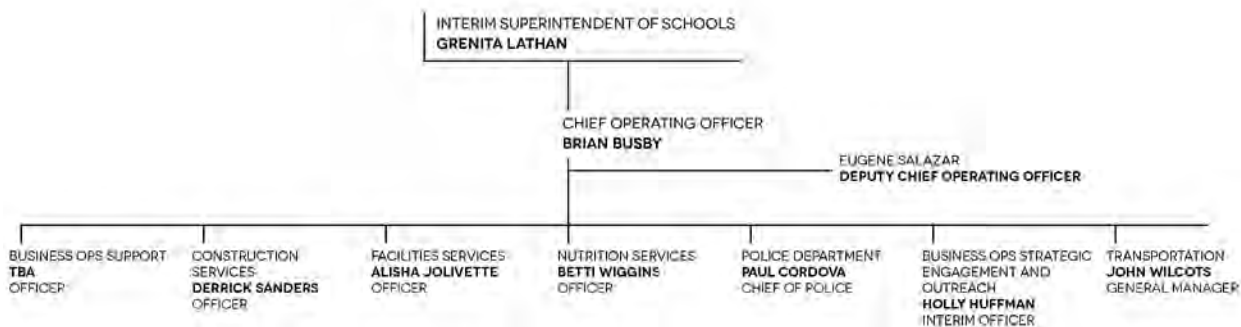 INTERIM SUPERINTENDENT OF SCHOOLS
GRENITA LATHAN
CHIEF OPERATING OFFICER
BRIAN BUSBY
EUGENE SALAZAR
DEPUTY CHIEF OPERATING OFFICER
BUSINESS OPS SUPPORT
TBA
OFFICER
CONSTRUCTION
SERVICES
DERRICK SANDERS
OFFICER
FACILITIES SERVICES
ALISHA JOLIVETTE
OFFICER
NUTRITION SERVICES
BETTI WIGGINS
OFFICER
POLICE DEPARTMENT
PAUL CORDOVA
CHIEF OF POLICE
BUSINESS OPS STRATEGIC
ENGAGEMENT AND
OUTREACH
HOLLY HUFFMAN
INTERIM OFFICER
TRANSPORTATION
JOHN WILCOTS
GENERAL MANAGER